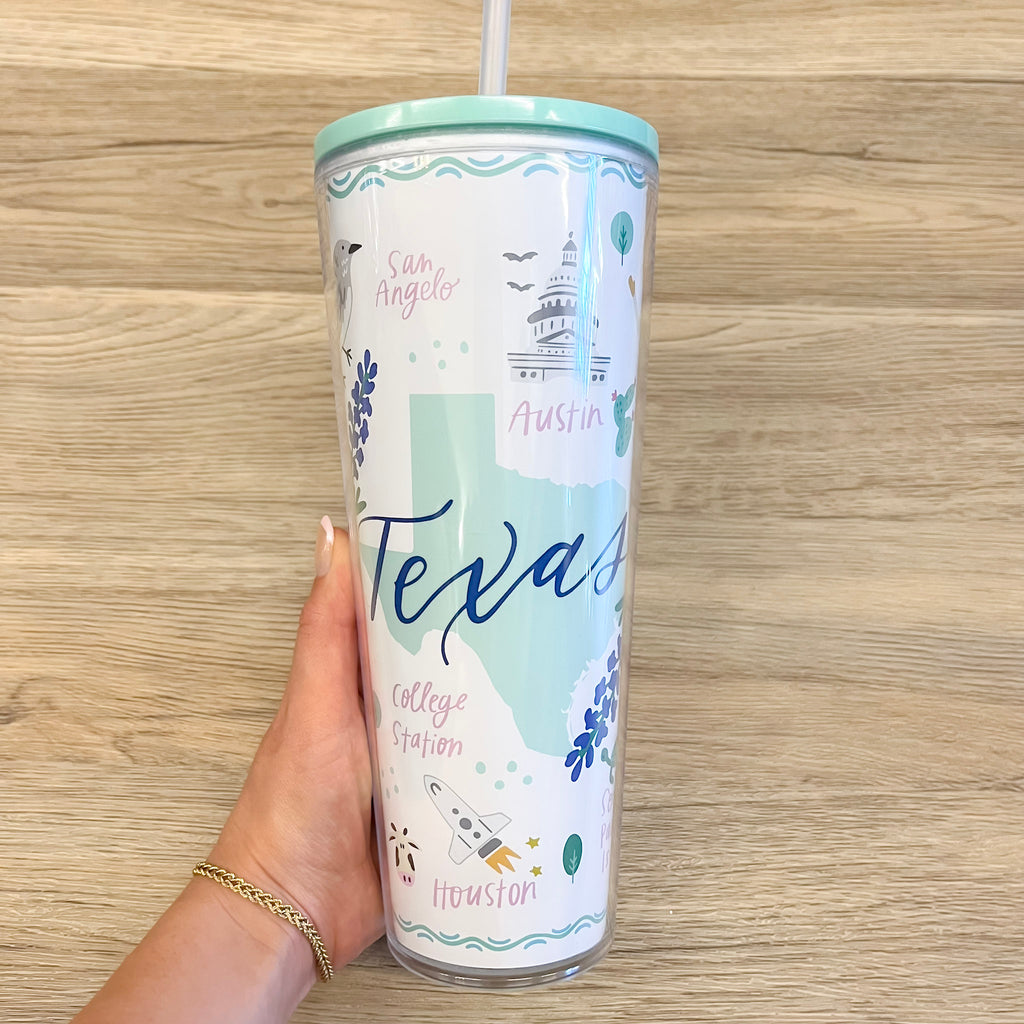 San
Angelo
Austin
Texas
College
Station
Houston